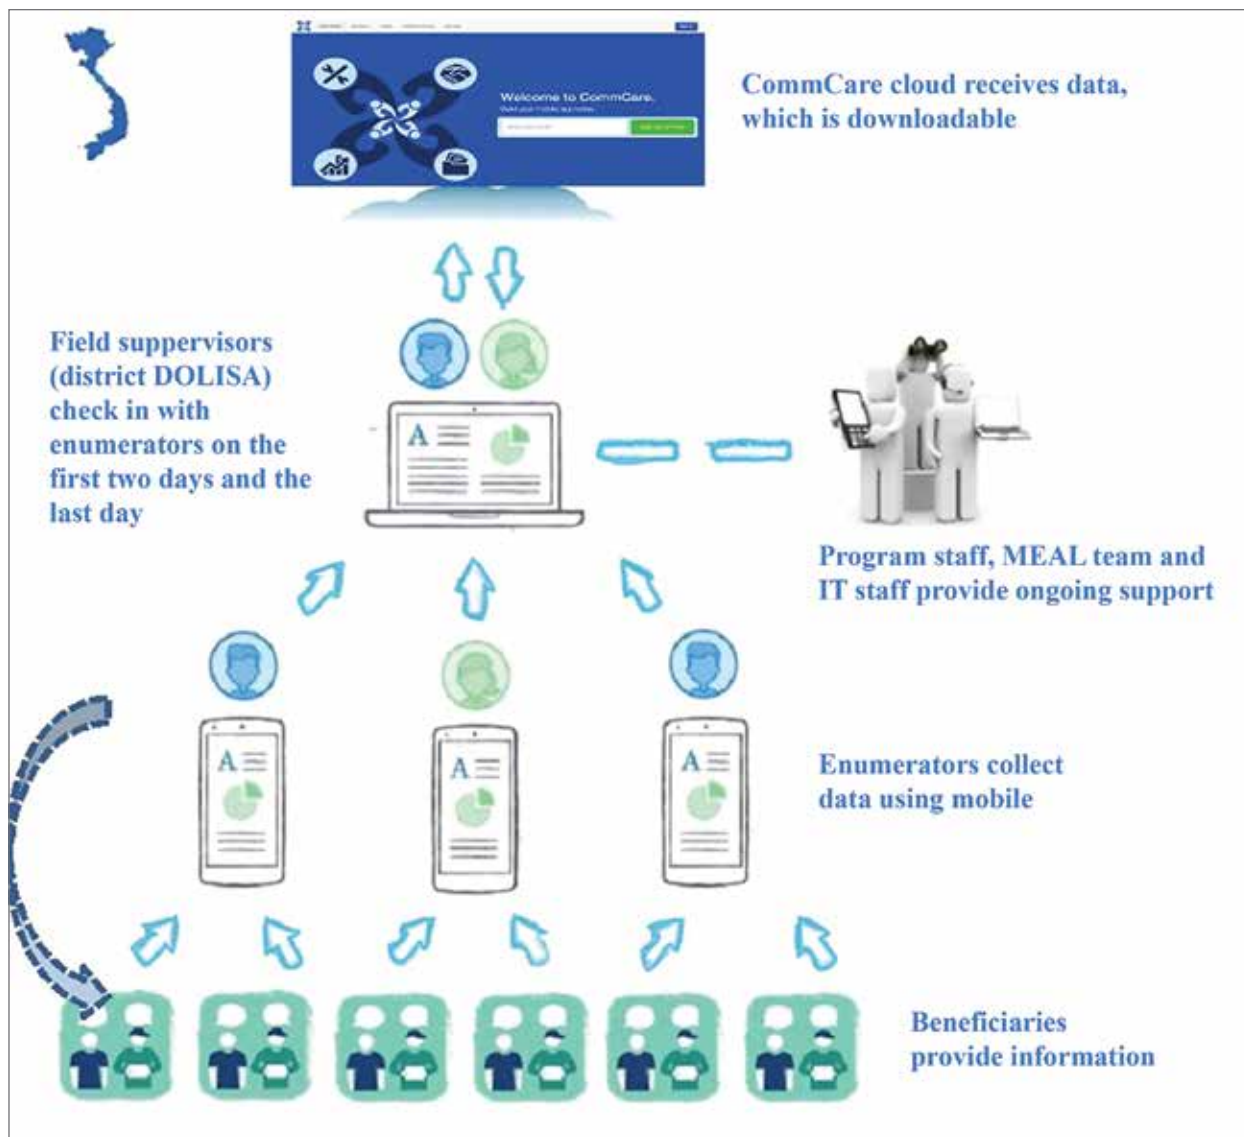 Welcome to CommCare.
CommCare cloud receives data,
which is downloadable
Field suppervisors
(district DOLISA)
check in with
enumerators on the
first two days and the
last day
A
Program staff, MEAL team and
IT staff provide ongoing support
A
A
A
Enumerators collect
data using mobile
Beneficiaries
provide information